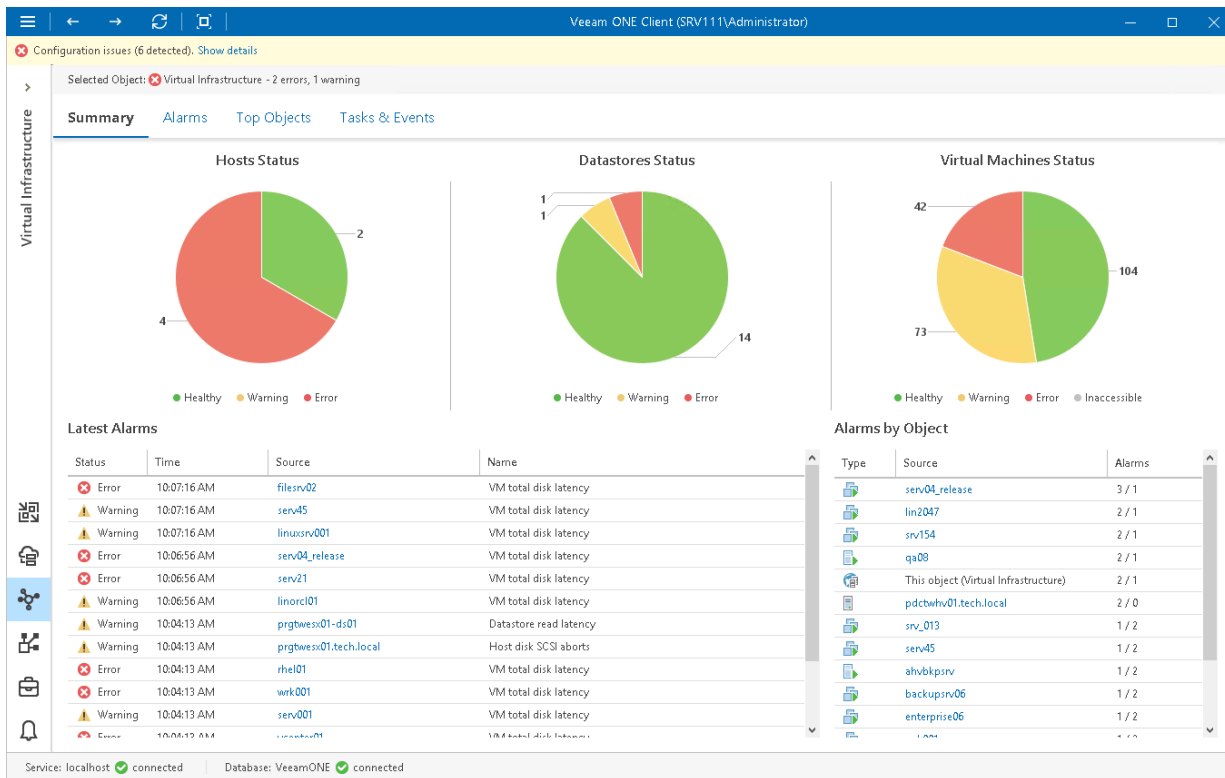 Veeam ONE Client (SRV111\Administrator)
Configuration issues (6 detected). Show details
Selected Object: Virtual Infrastructure - 2 errors, 1 warning
Virtual Infrastructure
Summary Alarms Top Objects Tasks & Events
Hosts Status
2
4
Healthy Warning Error
Datastores Status
1
1
14
Healthy Warning Error
Virtual Machines Status
42
104
73
Healthy Warning Error Inaccessible
Latest Alarms
Status Time Source Name
Error 10:07:16 AM filesrv02 VM total disk latency
Warning 10:07:16 AM serv45 VM total disk latency
Warning 10:07:16 AM linuxsrv001 VM total disk latency
Error 10:06:56 AM serv04_release VM total disk latency
Error 10:06:56 AM serv21 VM total disk latency
Warning 10:06:56 AM linorcl01 VM total disk latency
Warning 10:04:13 AM prgtwesx01-ds01 Datastore read latency
Warning 10:04:13 AM prgtwesx01.tech.local Host disk SCSI aborts
Error 10:04:13 AM rhel01 VM total disk latency
Error 10:04:13 AM wrk001 VM total disk latency
Warning 10:04:13 AM serv001 VM total disk latency
Error 10:04:13 AM VM total disk latency
Alarms by Object
Type Source Alarms
serv04_release 3 / 1
lin2047 2 / 1
srv154 2 / 1
qa08 2 / 1
This object (Virtual Infrastructure) 2 / 1
pdctwhv01.tech.local 2 / 0
srv_013 1 / 2
serv45 1 / 2
ahvbkpsrv 1 / 2
backupsrv06 1 / 2
enterprise06 1 / 2
Service: localhost connected Database: VeeamONE connected